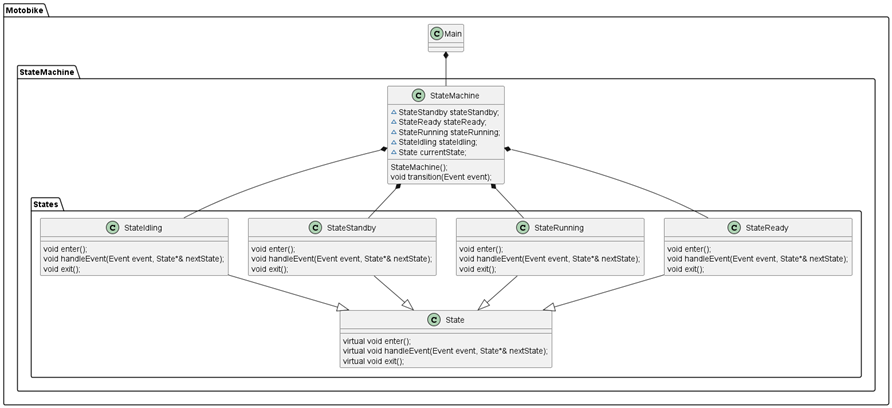 Motobike
C Main
StateMachine
C StateMachine
~ StateStandby stateStandby;
~ StateReady stateReady;
~ StateRunning stateRunning;
~ StateIdling stateIdling;
~ State currentState;
StateMachine();
void transition(Event event);
States
C StateIdling
void enter();
void handleEvent(Event event, State*& nextState);
void exit();
C StateStandby
void enter();
void handleEvent(Event event, State*& nextState);
void exit();
C StateRunning
void enter();
void handleEvent(Event event, State*& nextState);
void exit();
C StateReady
void enter();
void handleEvent(Event event, State*& nextState);
void exit();
C State
virtual void enter();
virtual void handleEvent(Event event, State*& nextState);
virtual void exit();